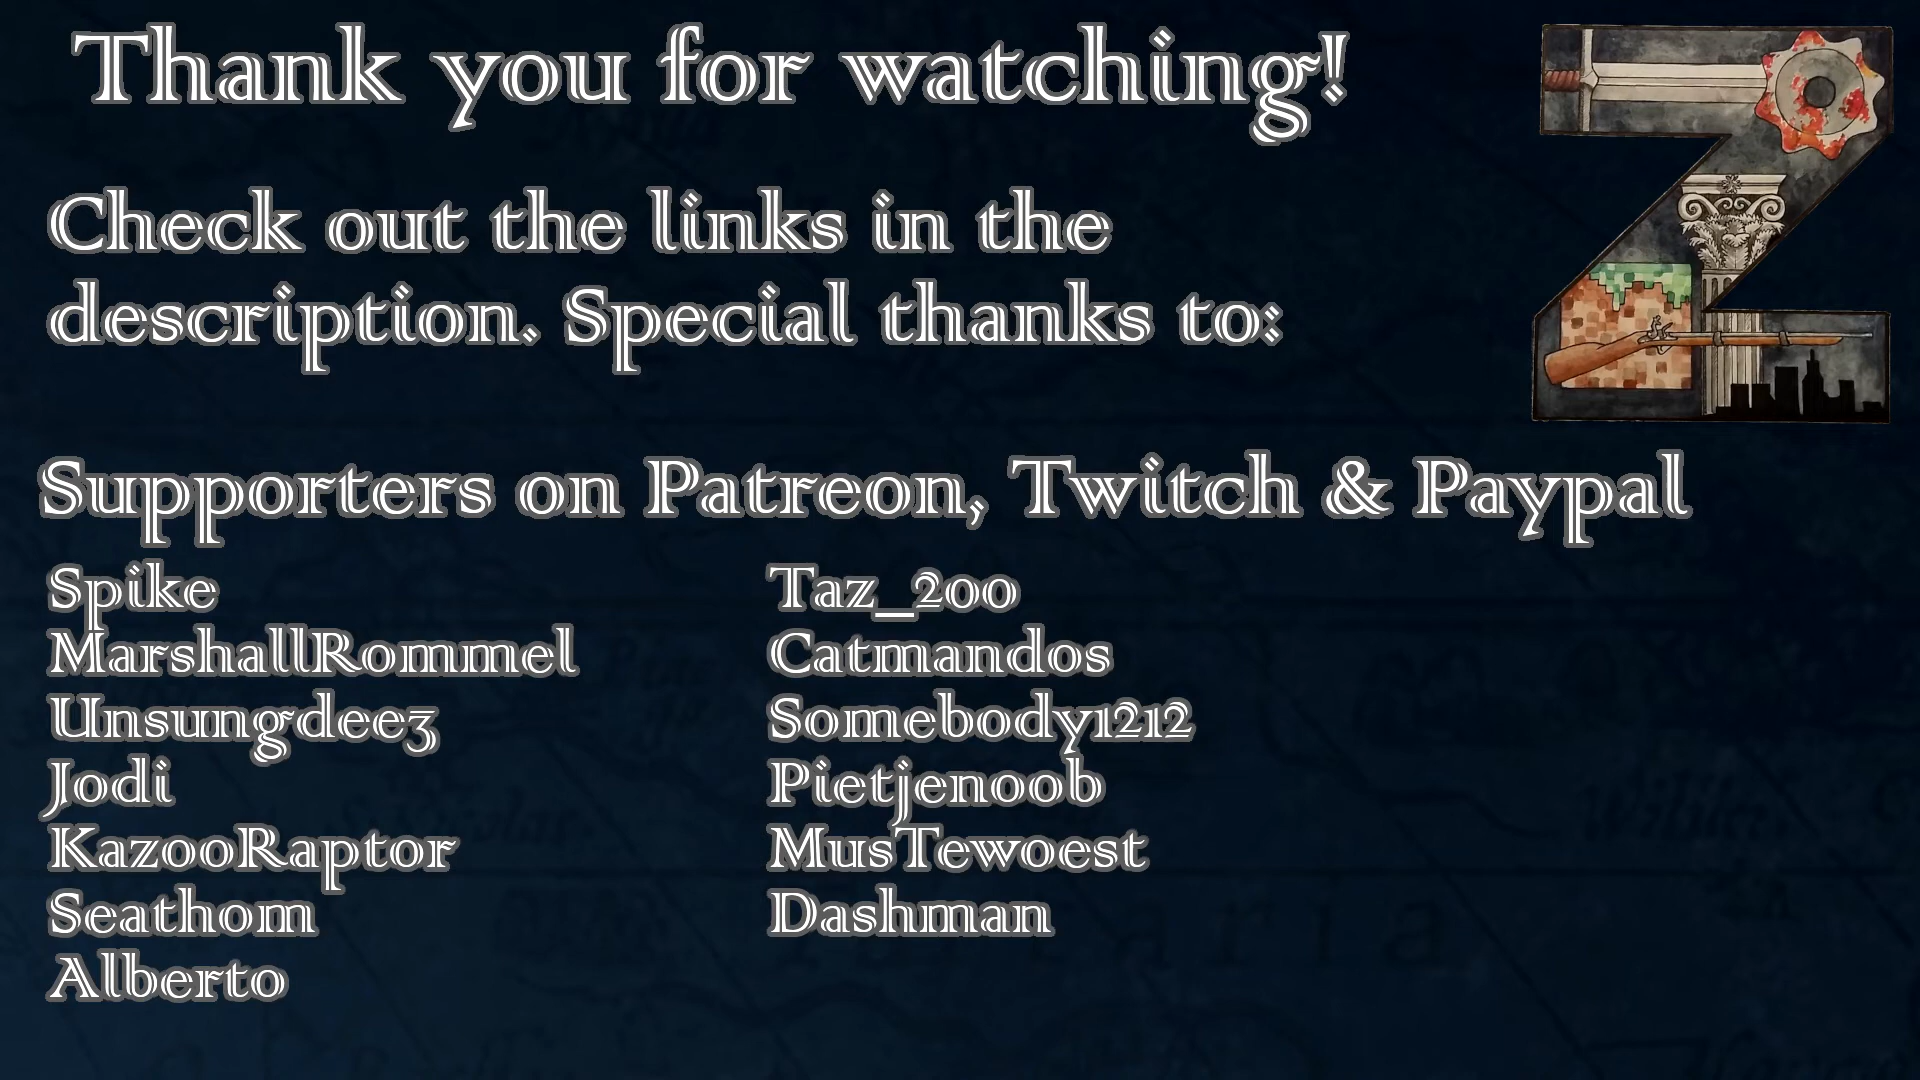 Thank you for watching!
Check out the links in the
description. Special thanks to:
Supporters on Patreon, Twitch & Paypal
Spike
MarshallRommel
Unsungdee3
Jodi
KazooRaptor
Seathom
Alberto
Taz_200
Catmandos
Somebody1212
Pietjenoob
MusTewoest
Dashman